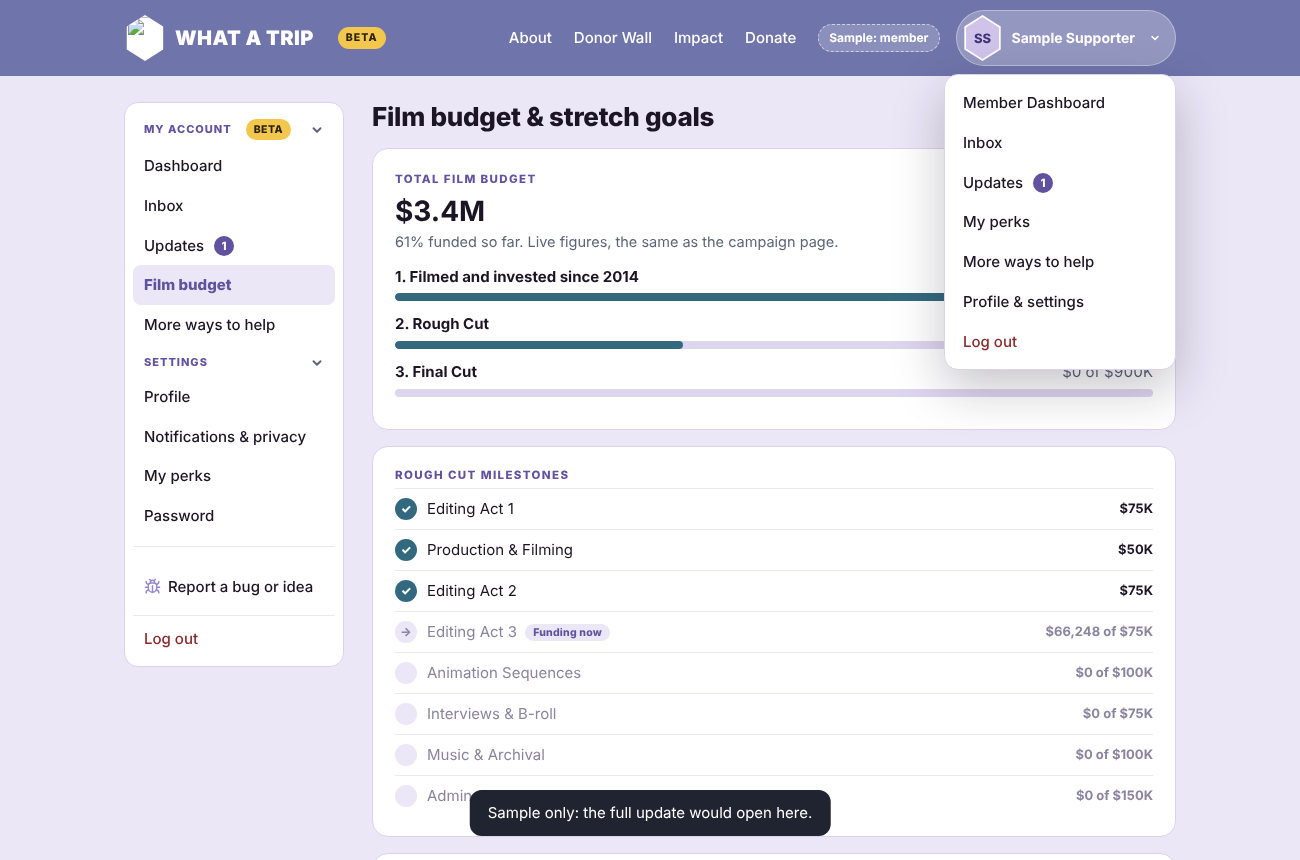 WHAT A TRIP
BETA
About
Donor Wall
Impact
Donate
Sample: member
SS
Sample Supporter
Member Dashboard
Inbox
Updates 1
My perks
More ways to help
Profile & settings
Log out
MY ACCOUNT BETA
Dashboard
Inbox
Updates 1
Film budget
More ways to help
SETTINGS
Profile
Notifications & privacy
My perks
Password
Report a bug or idea
Log out
Film budget & stretch goals
TOTAL FILM BUDGET
$3.4M
61% funded so far. Live figures, the same as the campaign page.
1. Filmed and invested since 2014
2. Rough Cut
3. Final Cut $0 of $900K
ROUGH CUT MILESTONES
Editing Act 1 $75K
Production & Filming $50K
Editing Act 2 $75K
Editing Act 3 Funding now $66,248 of $75K
Animation Sequences $0 of $100K
Interviews & B-roll $0 of $75K
Music & Archival $0 of $100K
Admin $0 of $150K
Sample only: the full update would open here.